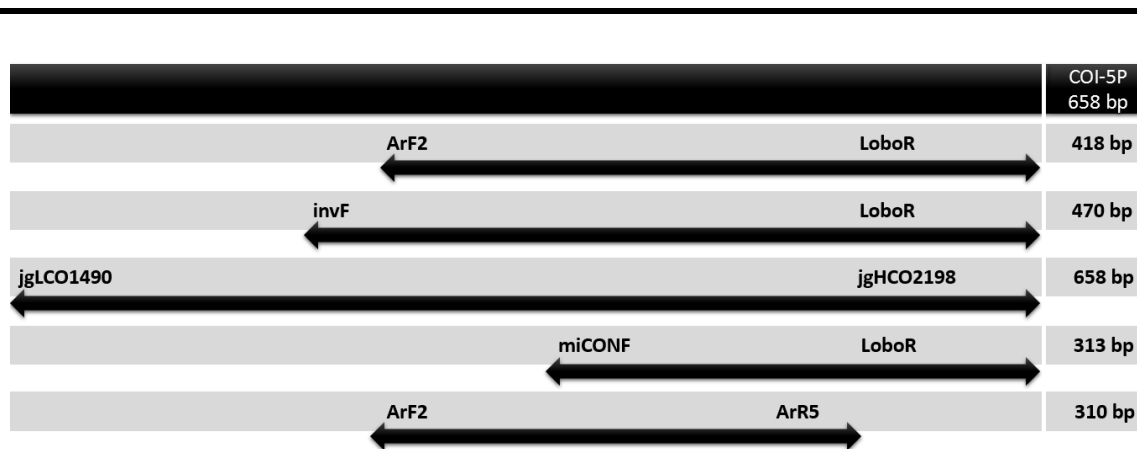 COI-5P
658 bp
ArF2 LoboR 418 bp
invF LoboR 470 bp
jgLCO1490 jgHCO2198 658 bp
miCONF LoboR 313 bp
ArF2 ArR5 310 bp